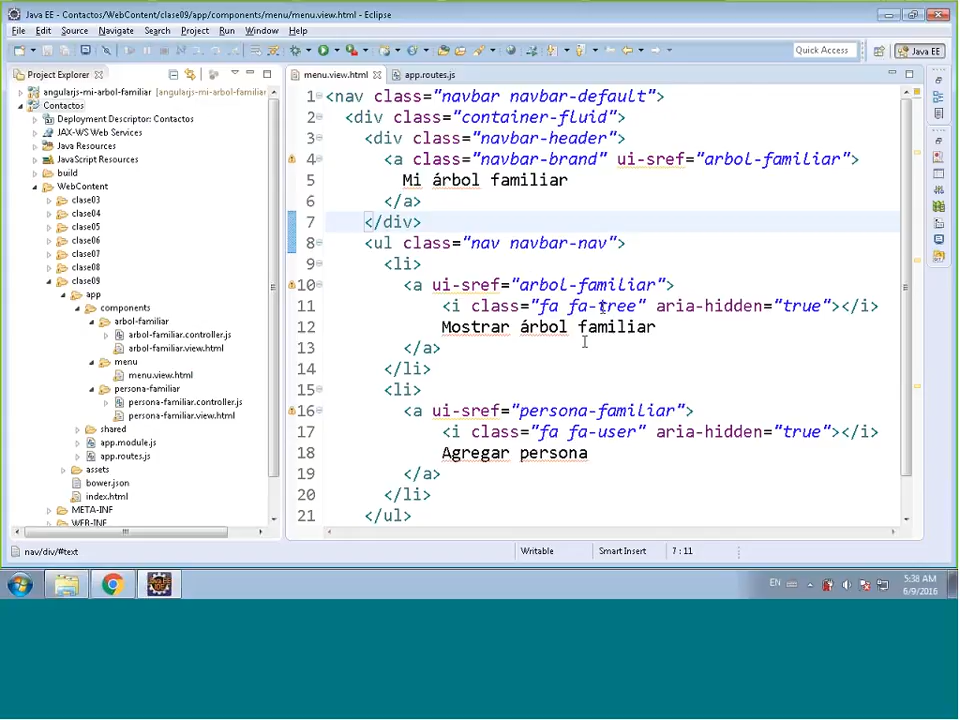 Java EE - Contactos/WebContent/clase09/app/components/menu/menu.view.html - Eclipse
File Edit Source Navigate Search Project Run Window Help
Quick Access
Java EE
Project Explorer
menu.view.html
app.routes.js
angularjs-mi-arbol-familiar [angularjs-mi-arbol-familiar
Contactos
Deployment Descriptor: Contactos
JAX-WS Web Services
Java Resources
JavaScript Resources
build
WebContent
clase03
clase04
clase05
clase06
clase07
clase08
clase09
app
components
arbol-familiar
arbol-familiar.controller.js
arbol-familiar.view.html
menu
menu.view.html
persona-familiar
persona-familiar.controller.js
persona-familiar.view.html
shared
app.module.js
app.routes.js
assets
bower.json
index.html
META-INF
WEB-INF
1 <nav class="navbar navbar-default">
2 <div class="container-fluid">
3 <div class="navbar-header">
4 <a class="navbar-brand" ui-sref="arbol-familiar">
5 Mi árbol familiar
6 </a>
7 </div>
8 <ul class="nav navbar-nav">
9 <li>
10 <a ui-sref="arbol-familiar">
11 <i class="fa fa-tree" aria-hidden="true"></i>
12 Mostrar árbol familiar
13 </a>
14 </li>
15 <li>
16 <a ui-sref="persona-familiar">
17 <i class="fa fa-user" aria-hidden="true"></i>
18 Agregar persona
19 </a>
20 </li>
21 </ul>
nav/div/#text
Writable
Smart Insert
7 : 11
EN
5:38 AM
6/9/2016